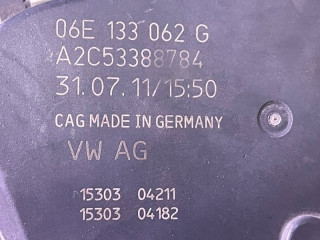 06E 133 062 G
A2C53388784
31.07.11/15:50
CAG MADE IN GERMANY
VW AG
15303 04211
15303 04182